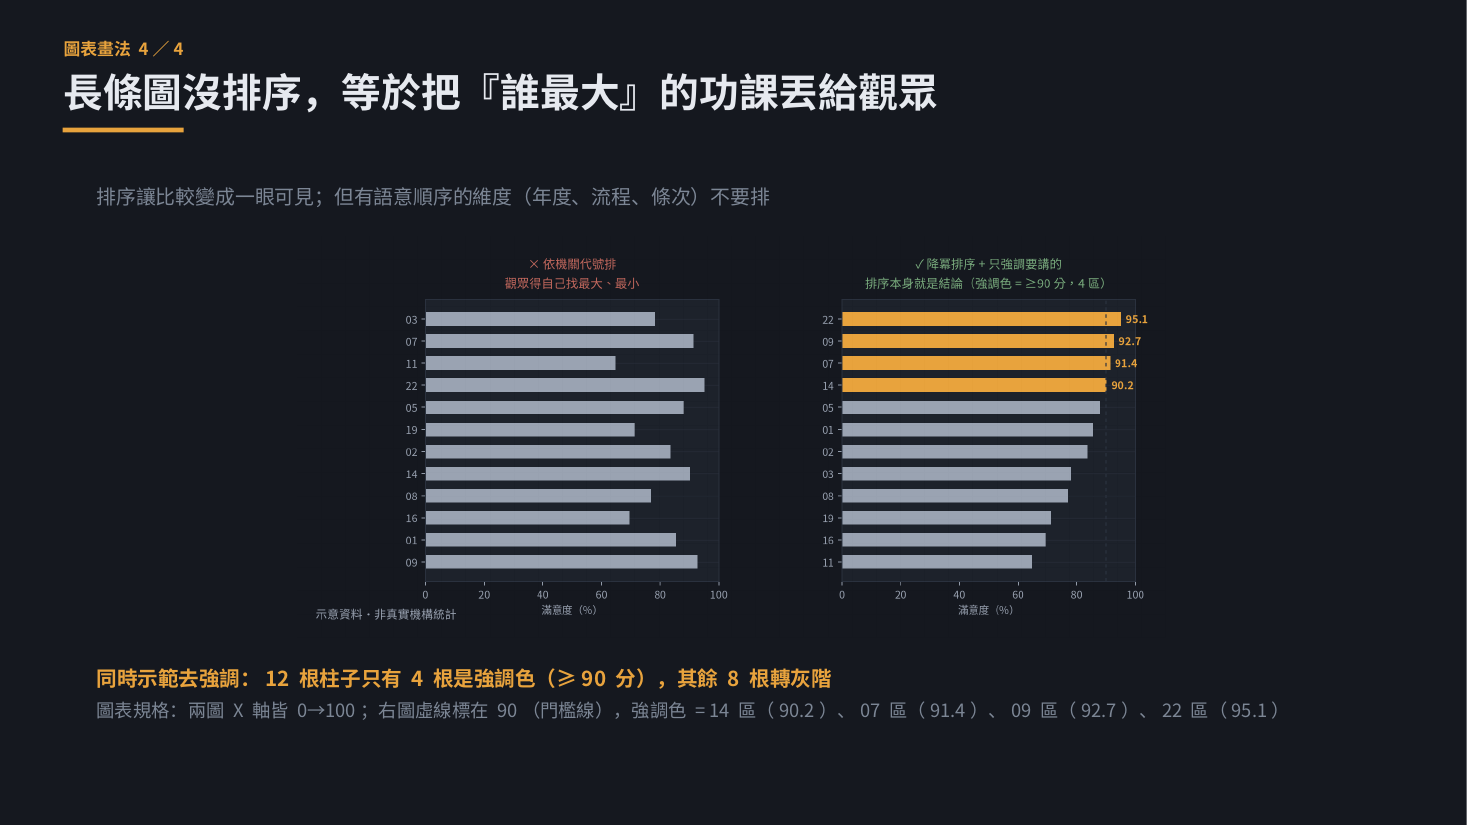 圖表畫法 4／4
長條圖沒排序，等於把『誰最大』的功課丟給觀眾
排序讓比較變成一眼可見；但有語意順序的維度（年度、流程、條次）不要排
× 依機關代號排
觀眾得自己找最大、最小
03
07
11
22
05
19
02
14
08
16
01
09
0 20 40 60 80 100
滿意度（%）
示意資料・非真實機構統計
✓ 降冪排序 + 只強調要講的
排序本身就是結論（強調色 = ≥90 分，4 區）
22 95.1
09 92.7
07 91.4
14 90.2
05
01
02
03
08
19
16
11
0 20 40 60 80 100
滿意度（%）
同時示範去強調： 12 根柱子只有 4 根是強調色（≥ 90 分）, 其餘 8 根轉灰階
圖表規格：兩圖 X 軸皆 0→100 ；右圖虛線標在 90 （門檻線）, 強調色 = 14 區（ 90.2 ）、 07 區（ 91.4 ）、 09 區（ 92.7 ）、 22 區（ 95.1 ）